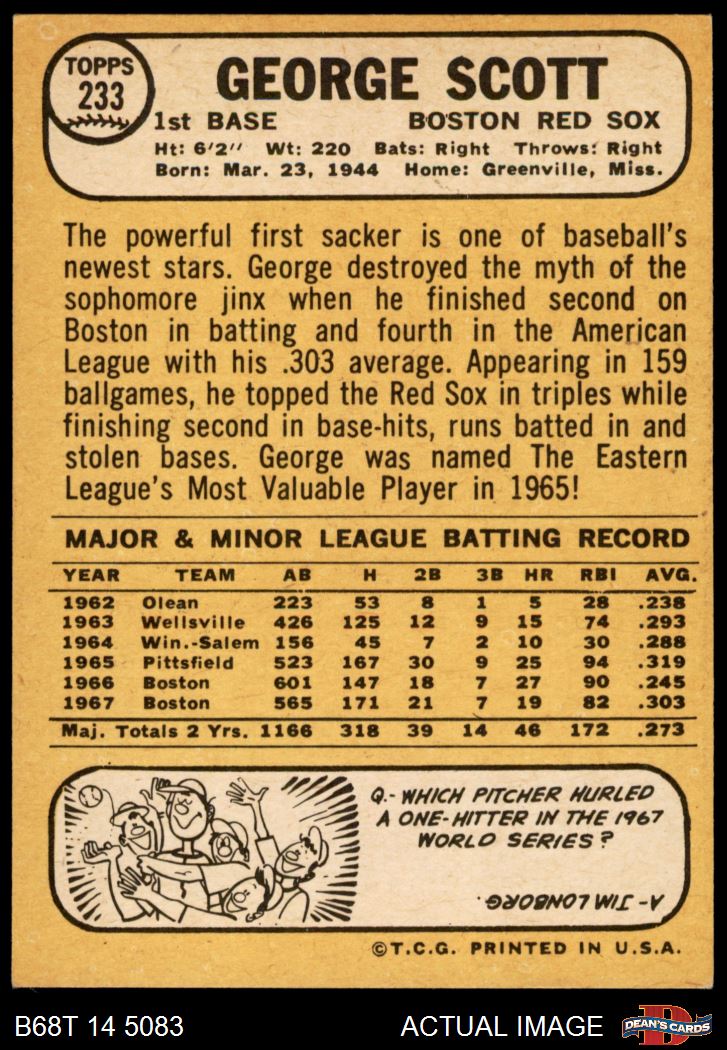 TOPPS
233
GEORGE SCOTT
1st BASE BOSTON RED SOX
Ht: 6'2" Wt: 220 Bats: Right Throws: Right
Born: Mar. 23, 1944 Home: Greenville, Miss.
The powerful first sacker is one of baseball's
newest stars. George destroyed the myth of the
sophomore jinx when he finished second on
Boston in batting and fourth in the American
League with his .303 average. Appearing in 159
ballgames, he topped the Red Sox in triples while
finishing second in base-hits, runs batted in and
stolen bases. George was named The Eastern
League's Most Valuable Player in 1965!
MAJOR & MINOR LEAGUE BATTING RECORD
YEAR TEAM AB H 2B 3B HR RBI AVG.
1962 Olean 223 53 8 1 5 28 .238
1963 Wellsville 426 125 12 9 15 74 .293
1964 Win.-Salem 156 45 7 2 10 30 .288
1965 Pittsfield 523 167 30 9 25 94 .319
1966 Boston 601 147 18 7 27 90 .245
1967 Boston 565 171 21 7 19 82 .303
Maj. Totals 2 Yrs. 1166 318 39 14 46 172 .273
Q.- WHICH PITCHER HURLED
A ONE-HITTER IN THE 1967
WORLD SERIES?
A- JIM LONBORG.
©T.C.G. PRINTED IN U.S.A.
B68T 14 5083 ACTUAL IMAGE
D
DEAN'S CARDS